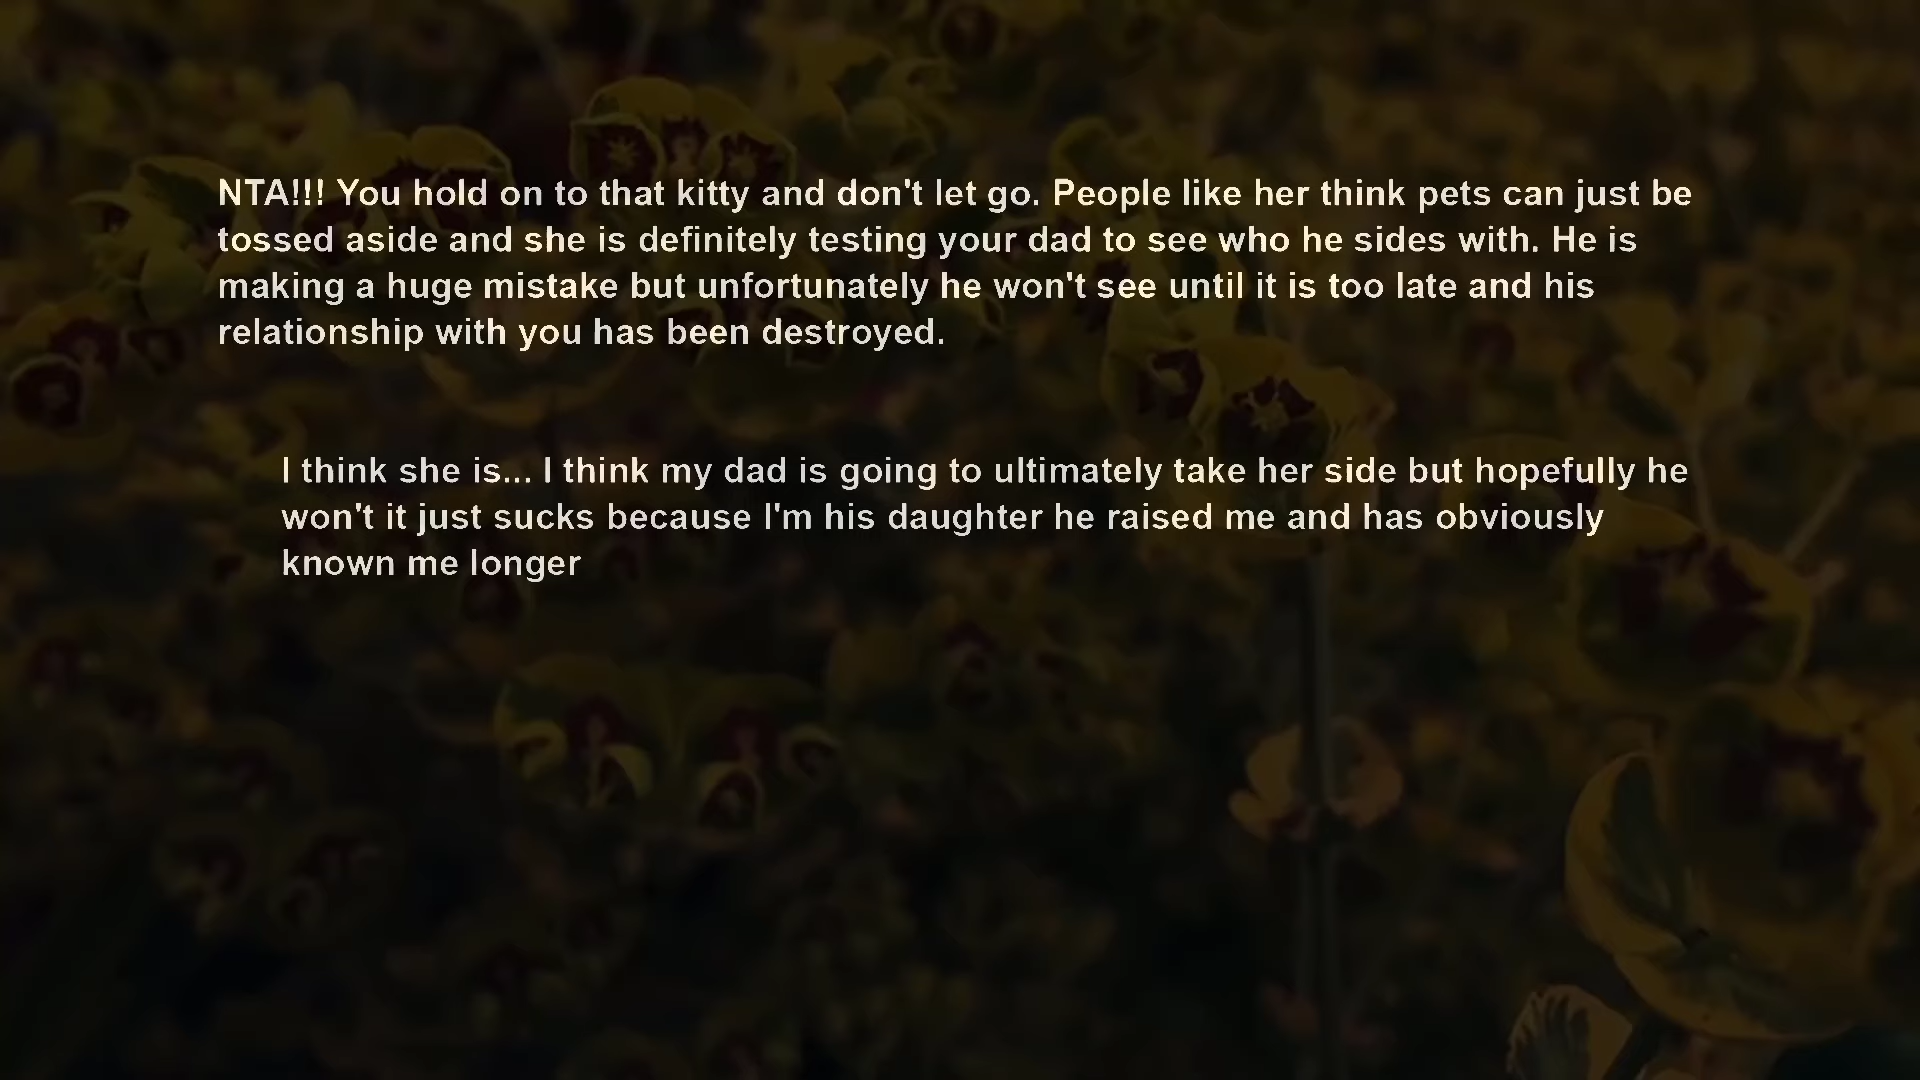 NTA!!! You hold on to that kitty and don't let go. People like her think pets can just be
tossed aside and she is definitely testing your dad to see who he sides with. He is
making a huge mistake but unfortunately he won't see until it is too late and his
relationship with you has been destroyed.
I think she is... I think my dad is going to ultimately take her side but hopefully he
won't it just sucks because I'm his daughter he raised me and has obviously
known me longer